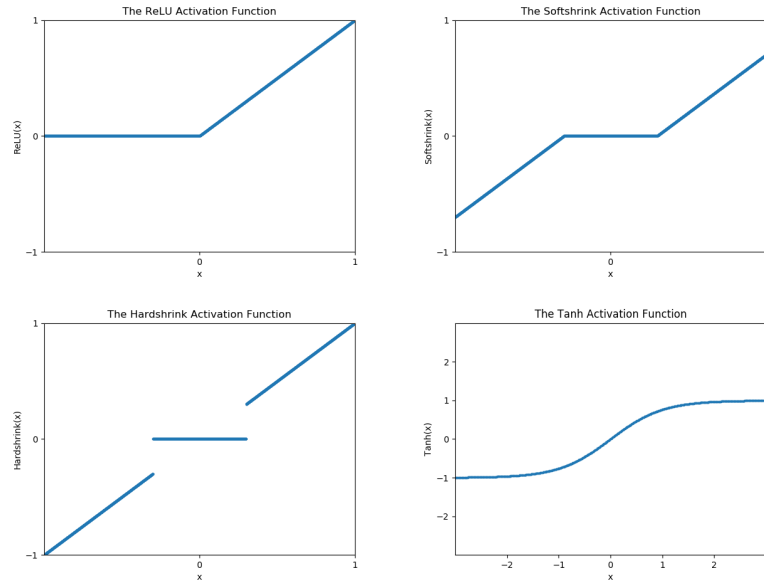 The ReLU Activation Function
1
0
−1
ReLU(x)
0
1
x
The Softshrink Activation Function
1
0
−1
Softshrink(x)
0
x
The Hardshrink Activation Function
1
0
−1
Hardshrink(x)
0
1
x
The Tanh Activation Function
2
1
0
−1
−2
Tanh(x)
−2
−1
0
1
2
x